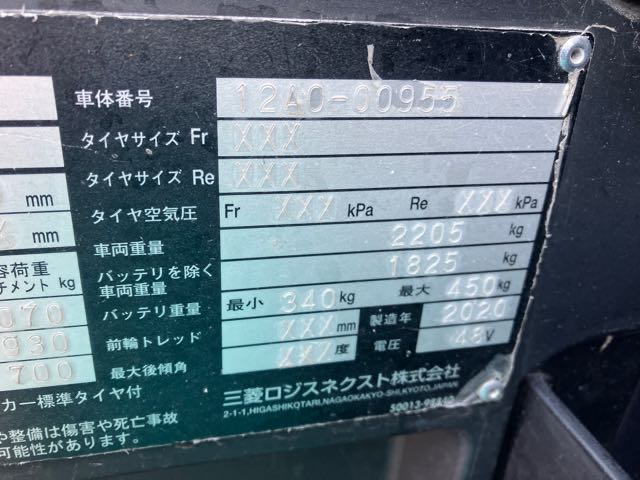 車体番号 12A0-00955
タイヤサイズ Fr XXX
タイヤサイズ Re XXX
mm タイヤ空気圧 Fr XXX kPa Re XXX kPa
mm 車両重量 2205 kg
容荷重 バッテリを除く車両重量 1825 kg
チメント kg バッテリ重量 最小 340kg 最大 450kg
070 前輪トレッド XXX mm 製造年 2020
930 最大後傾角 XXX 度 電圧 48V
700
カー標準タイヤ付 三菱ロジスネクスト株式会社
2-1-1,HIGASHIKOTARI,NAGAOKAKYO-SHI,KYOTO,JAPAN
や整備は傷害や死亡事故
可能性があります。